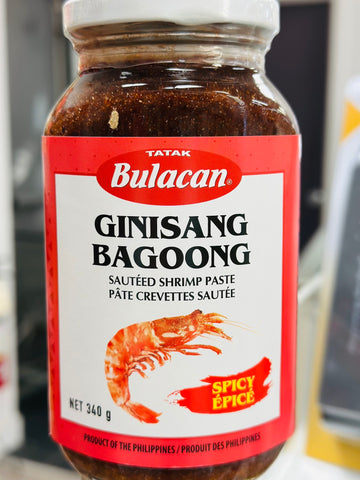 TATAK
Bulacan®
GINISANG
BAGOONG
SAUTÉED SHRIMP PASTE
PÂTE CREVETTES SAUTÉE
SPICY
ÉPICÉ
NET 340 g
PRODUCT OF THE PHILIPPINES / PRODUIT DES PHILIPPINES